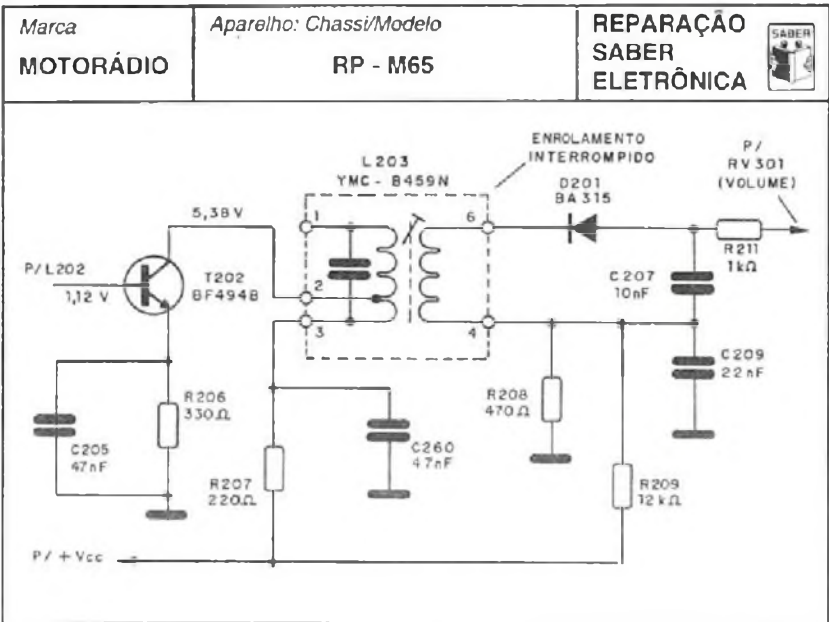 Marca
MOTORÁDIO
Aparelho: Chassi/Modelo
RP - M65
REPARAÇÃO
SABER
ELETRÔNICA
SABER
ENROLAMENTO
INTERROMPIDO
P/
RV301
(VOLUME)
L203
YMC - B459N
D201
BA315
5,38V
1
6
R211
1kΩ
P/L202
1,12 V
T202
BF494B
2
C207
10nF
3
4
C209
22nF
R206
330Ω
R208
470Ω
C205
47nF
C260
47nF
R207
220Ω
R209
12kΩ
P/ +Vcc